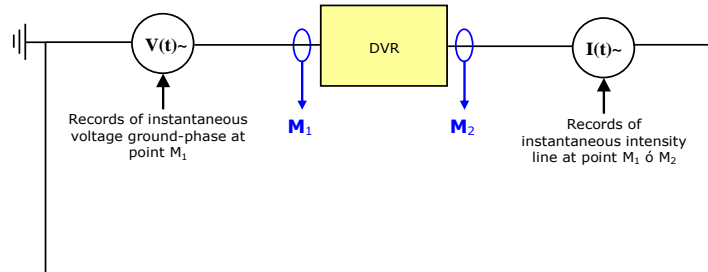 V(t)~
DVR
I(t)~
M₁
M₂
Records of instantaneous
voltage ground-phase at
point M₁
Records of
instantaneous intensity
line at point M₁ ó M₂